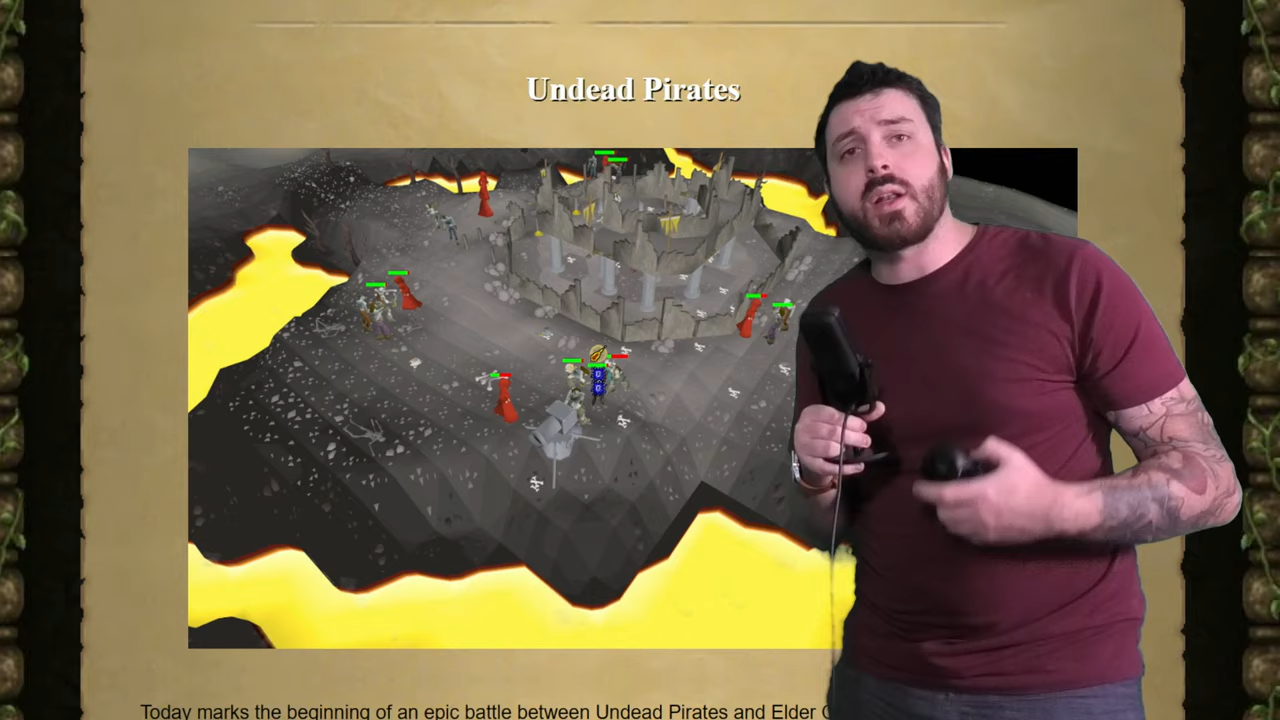 Undead Pirates
Today marks the beginning of an epic battle between Undead Pirates and Elder